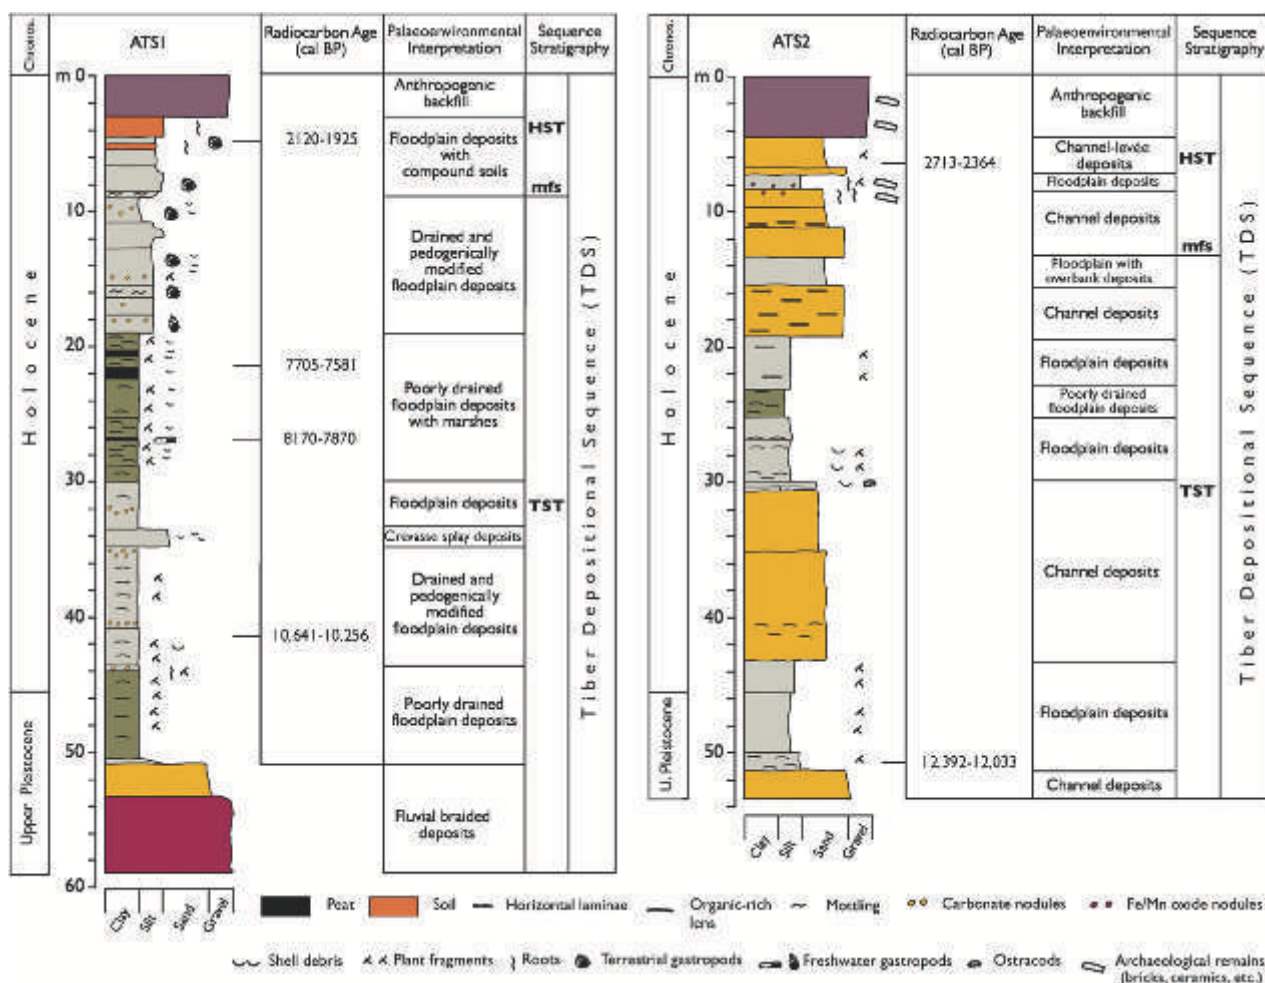 Chronos.
ATS1
Radiocarbon Age
(cal BP)
Palaeoenvironmental
Interpretation
Sequence
Stratigraphy
m 0
10
20
30
40
50
60
Holocene
Upper Pleistocene
2120-1925
7705-7581
8170-7870
10,641-10,256
Anthropogenic
backfill
Floodplain deposits
with
compound soils
Drained and
pedogenically
modified
floodplain deposits
Poorly drained
floodplain deposits
with marshes
Floodplain deposits
Crevasse splay deposits
Drained and
pedogenically
modified
floodplain deposits
Poorly drained
floodplain deposits
Fluvial braided
deposits
HST
mfs
TST
Tiber Depositional Sequence (TDS)
Clay
Silt
Sand
Gravel
Chronos.
ATS2
Radiocarbon Age
(cal BP)
Palaeoenvironmental
Interpretation
Sequence
Stratigraphy
m 0
10
20
30
40
50
Holocene
U. Pleistocene
2713-2364
12,392-12,033
Anthropogenic
backfill
Channel-levée
deposits
Floodplain deposits
Channel deposits
Floodplain with
overbank deposits
Channel deposits
Floodplain deposits
Poorly drained
floodplain deposits
Floodplain deposits
Channel deposits
Floodplain deposits
Channel deposits
HST
mfs
TST
Tiber Depositional Sequence (TDS)
Clay
Silt
Sand
Gravel
Peat
Soil
Horizontal laminae
Organic-rich
lens
Mottling
Carbonate nodules
Fe/Mn oxide nodules
Shell debris
Plant fragments
Roots
Terrestrial gastropods
Freshwater gastropods
Ostracods
Archaeological remains
(bricks, ceramics, etc.)